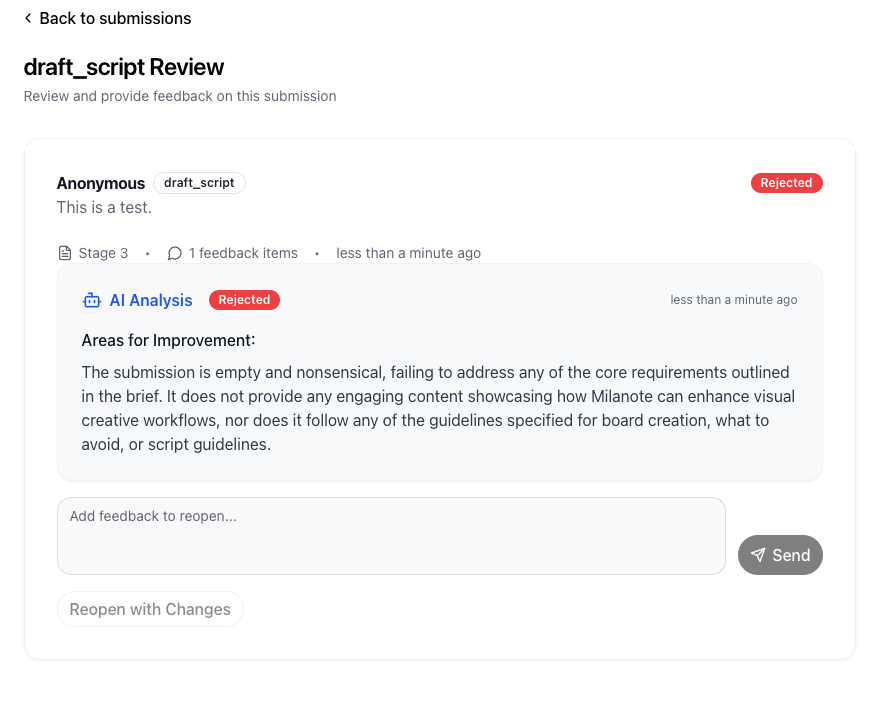 Back to submissions
draft_script Review
Review and provide feedback on this submission
Anonymous draft_script Rejected
This is a test.
Stage 3 • 1 feedback items • less than a minute ago
AI Analysis Rejected less than a minute ago
Areas for Improvement:
The submission is empty and nonsensical, failing to address any of the core requirements outlined
in the brief. It does not provide any engaging content showcasing how Milanote can enhance visual
creative workflows, nor does it follow any of the guidelines specified for board creation, what to
avoid, or script guidelines.
Add feedback to reopen...
Send
Reopen with Changes